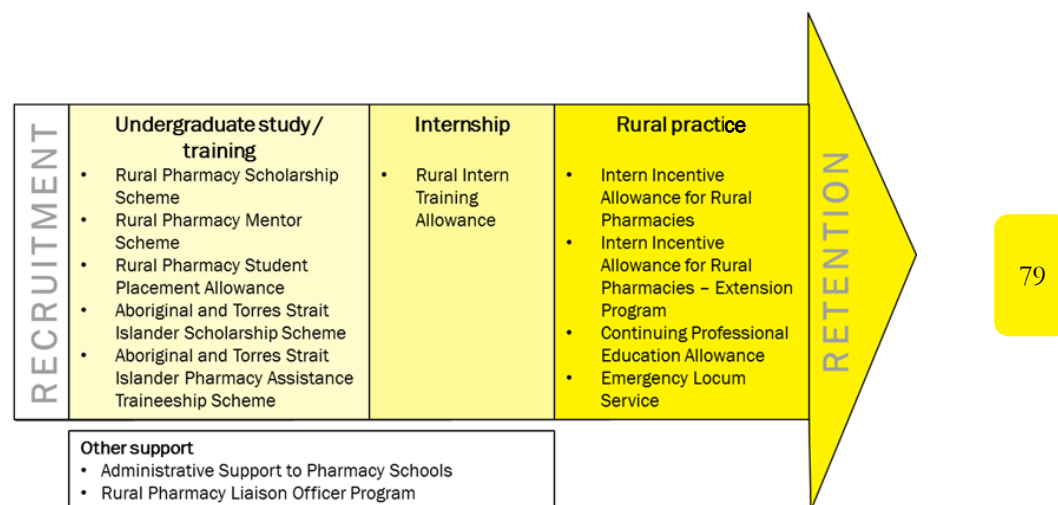 RECRUITMENT
Undergraduate study/
training
• Rural Pharmacy Scholarship
Scheme
• Rural Pharmacy Mentor
Scheme
• Rural Pharmacy Student
Placement Allowance
• Aboriginal and Torres Strait
Islander Scholarship Scheme
• Aboriginal and Torres Strait
Islander Pharmacy Assistance
Traineeship Scheme
Internship
• Rural Intern
Training
Allowance
Rural practice
• Intern Incentive
Allowance for Rural
Pharmacies
• Intern Incentive
Allowance for Rural
Pharmacies – Extension
Program
• Continuing Professional
Education Allowance
• Emergency Locum
Service
RETENTION
Other support
• Administrative Support to Pharmacy Schools
• Rural Pharmacy Liaison Officer Program
79